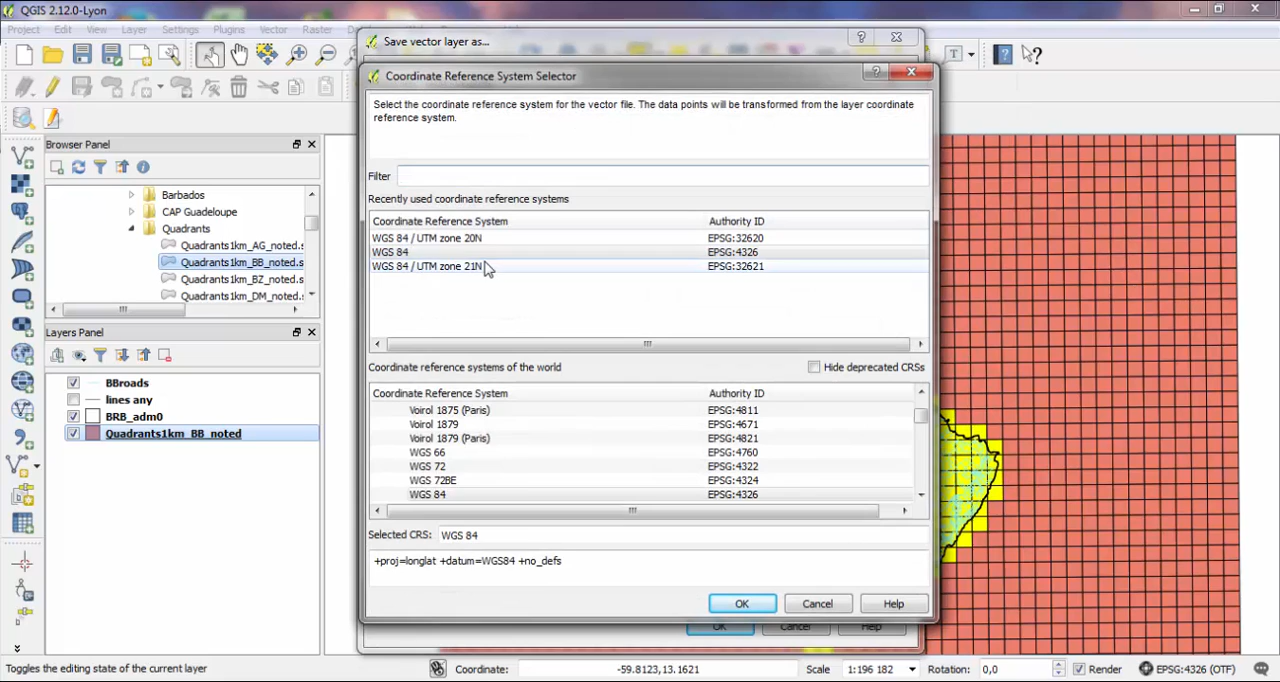 QGIS 2.12.0-Lyon
Project Edit View Layer Settings Plugins Vector Raster
Save vector layer as...
Coordinate Reference System Selector
Select the coordinate reference system for the vector file. The data points will be transformed from the layer coordinate
reference system.
Filter
Recently used coordinate reference systems
Coordinate Reference System Authority ID
WGS 84 / UTM zone 20N EPSG:32620
WGS 84 EPSG:4326
WGS 84 / UTM zone 21N EPSG:32621
Coordinate reference systems of the world
Hide deprecated CRSs
Coordinate Reference System Authority ID
Voirol 1875 (Paris) EPSG:4811
Voirol 1879 EPSG:4671
Voirol 1879 (Paris) EPSG:4821
WGS 66 EPSG:4760
WGS 72 EPSG:4322
WGS 72BE EPSG:4324
WGS 84 EPSG:4326
Selected CRS: WGS 84
+proj=longlat +datum=WGS84 +no_defs
OK Cancel Help
OK Cancel Help
Browser Panel
Barbados
CAP Guadeloupe
Quadrants
Quadrants1km_AG_noted.s
Quadrants1km_BB_noted.s
Quadrants1km_BZ_noted.s
Quadrants1km_DM_noted.s
Layers Panel
BBroads
lines any
BRB_adm0
Quadrants1km_BB_noted
Toggles the editing state of the current layer
Coordinate: -59.8123,13.1621 Scale 1:196 182 Rotation: 0,0 Render EPSG:4326 (OTF)